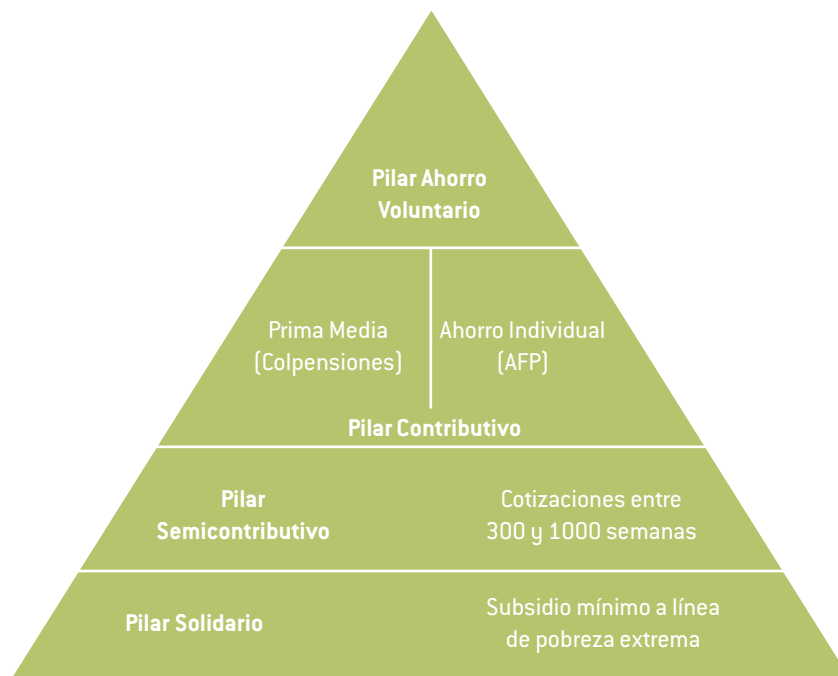 Pilar Ahorro
Voluntario
Prima Media
(Colpensiones)
Ahorro Individual
(AFP)
Pilar Contributivo
Pilar
Semicontributivo
Cotizaciones entre
300 y 1000 semanas
Pilar Solidario
Subsidio mínimo a línea
de pobreza extrema